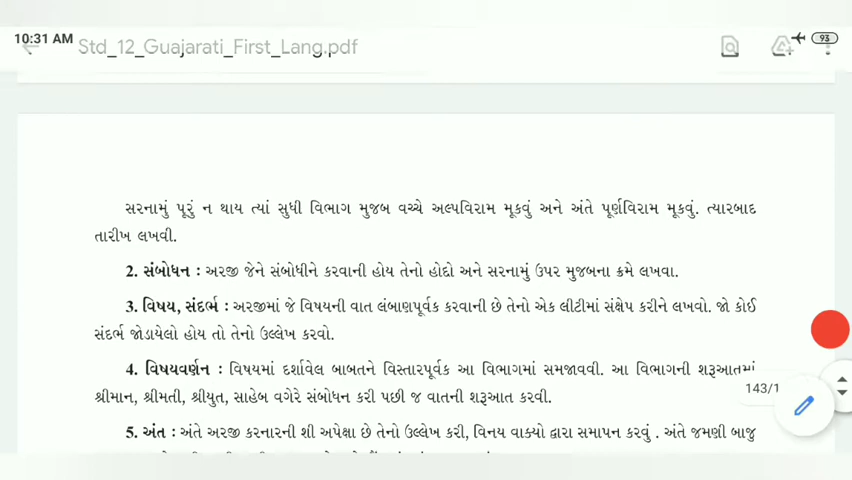 10:31 AM
Std_12_Guajarati_First_Lang.pdf
93
સરનામું પૂરું ન થાય ત્યાં સુધી વિભાગ મુજબ વચ્ચે અલ્પવિરામ મૂકવું અને અંતે પૂર્ણવિરામ મૂકવું. ત્યારબાદ
તારીખ લખવી.
2. સંબોધન : અરજી જેને સંબોધીને કરવાની હોય તેનો હોદો અને સરનામું ઉપર મુજબના ક્રમે લખવા.
3. વિષય, સંદર્ભ : અરજીમાં જે વિષયની વાત લંબાણપૂર્વક કરવાની છે તેનો એક લીટીમાં સંક્ષેપ કરીને લખવો. જો કોઈ
સંદર્ભ જોડાયેલો હોય તો તેનો ઉલ્લેખ કરવો.
4. વિષયવર્ણન : વિષયમાં દર્શાવેલ બાબતને વિસ્તારપૂર્વક આ વિભાગમાં સમજાવવી. આ વિભાગની શરૂઆતમાં
143/1
શ્રીમાન, શ્રીમતી, શ્રીયુત, સાહેબ વગેરે સંબોધન કરી પછી જ વાતની શરૂઆત કરવી.
5. અંત : અંતે અરજી કરનારની શી અપેક્ષા છે તેનો ઉલ્લેખ કરી, વિનય વાક્યો દ્વારા સમાપન કરવું . અંતે જમણી બાજુ